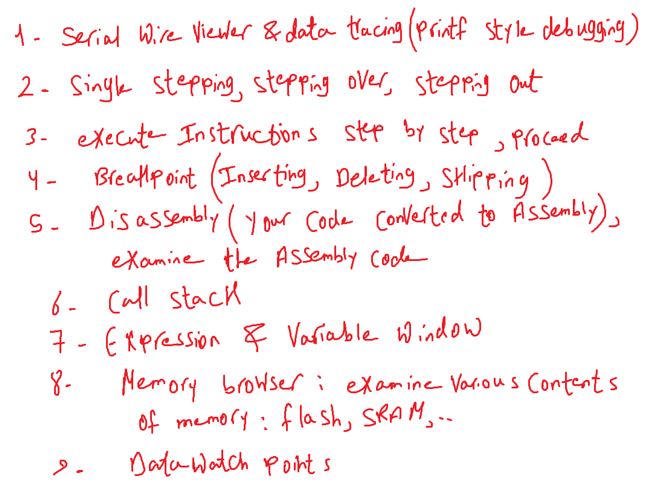 1- Serial Wire Viewer & data tracing (printf style debugging)
2- Single stepping, stepping over, stepping out
3- execute Instructions step by step, proceed
4- Breakpoint (Inserting, Deleting, Skipping)
5- Disassembly (your code converted to Assembly),
examine the Assembly code
6- Call stack
7- Expression & Variable window
8- Memory browser: examine various contents
of memory: flash, SRAM,..
9- Data watch points